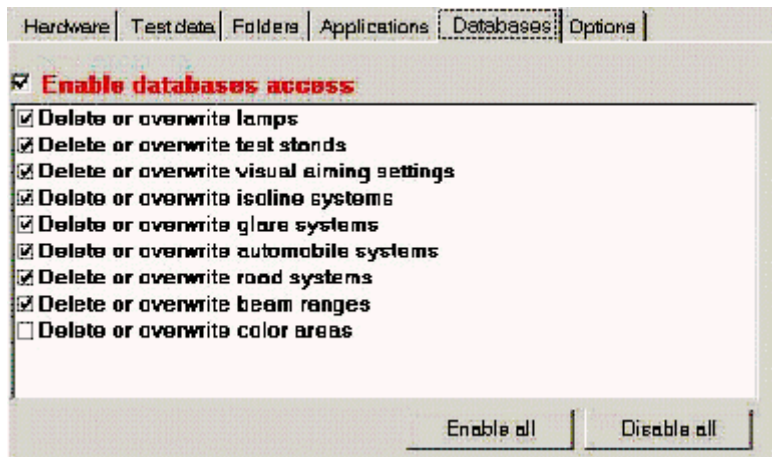 Hardware Test data Folders Applications Databases Options
Enable databases access
Delete or overwrite lamps
Delete or overwrite test stands
Delete or overwrite visual aiming settings
Delete or overwrite isoline systems
Delete or overwrite glare systems
Delete or overwrite automobile systems
Delete or overwrite road systems
Delete or overwrite beam ranges
Delete or overwrite color areas
Enable all Disable all